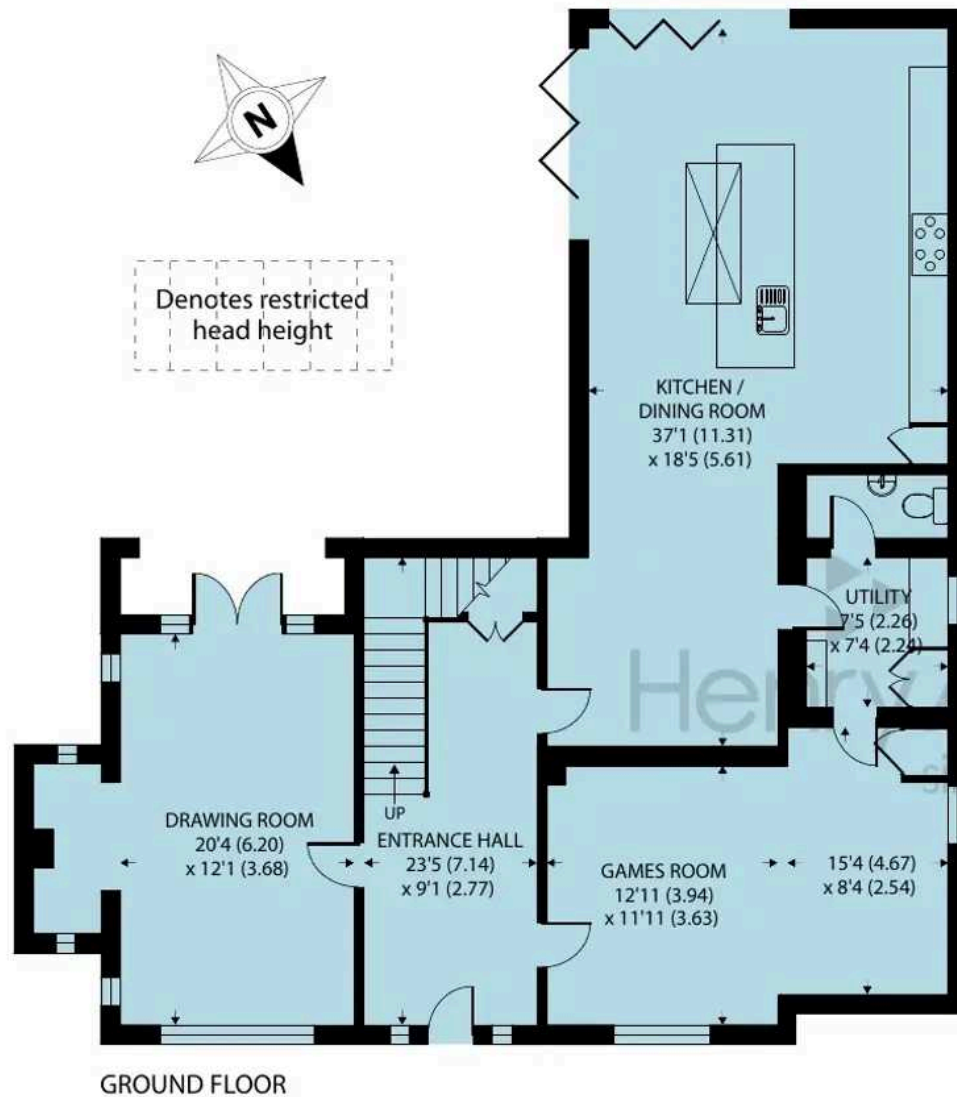 N
Denotes restricted
head height
KITCHEN /
DINING ROOM
37'1 (11.31)
x 18'5 (5.61)
UTILITY
7'5 (2.26)
x 7'4 (2.24)
Henry
UP
DRAWING ROOM
20'4 (6.20)
x 12'1 (3.68)
ENTRANCE HALL
23'5 (7.14)
x 9'1 (2.77)
GAMES ROOM
12'11 (3.94)
x 11'11 (3.63)
15'4 (4.67)
x 8'4 (2.54)
GROUND FLOOR